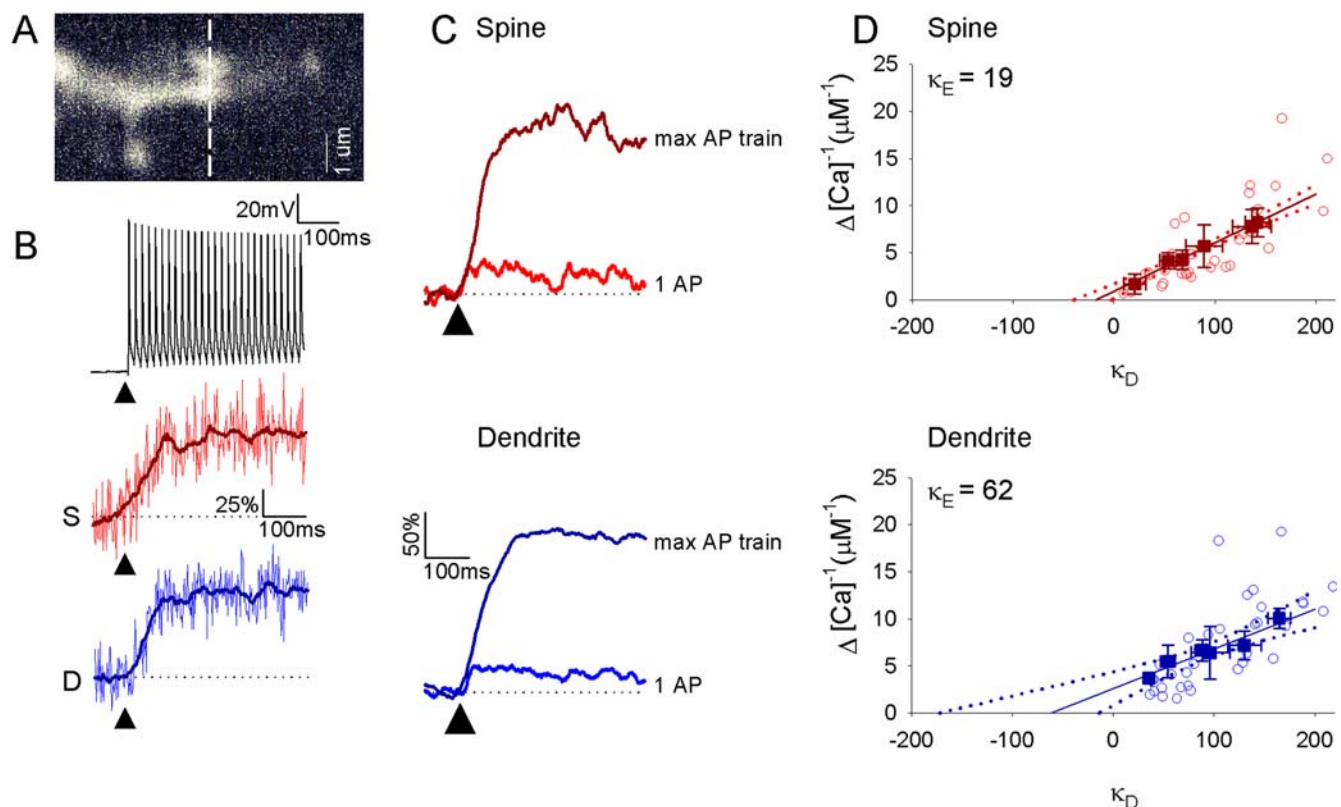 A
1 um
B
20mV
100ms
S
25%
100ms
D
C
Spine
max AP train
1 AP
Dendrite
50%
100ms
max AP train
1 AP
D
Spine
κE = 19
Δ [Ca]⁻¹ (μM⁻¹)
25
20
15
10
5
0
-200 -100 0 100 200
κD
Dendrite
κE = 62
Δ [Ca]⁻¹ (μM⁻¹)
25
20
15
10
5
0
-200 -100 0 100 200
κD